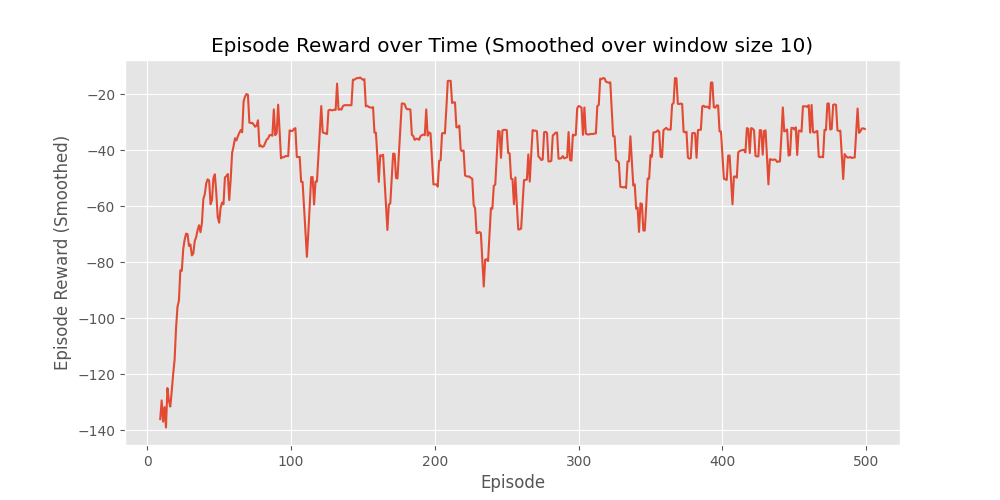 Episode Reward over Time (Smoothed over window size 10)
Episode Reward (Smoothed)
−20
−40
−60
−80
−100
−120
−140
0 100 200 300 400 500
Episode